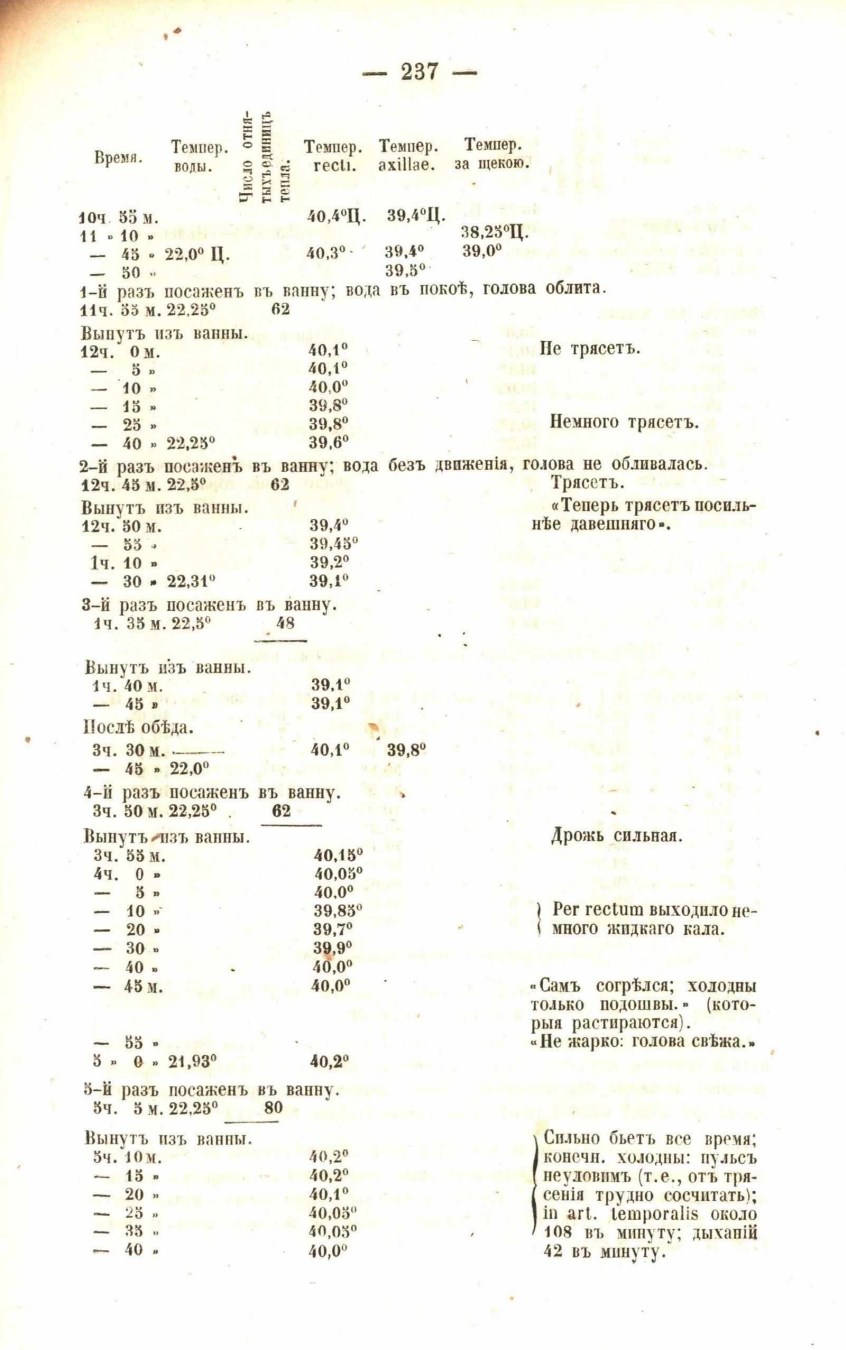 — 237 —
Время. Темпер. воды. Число отня-тыхъ единицъ тепла. Темпер. recti. Темпер. axillae. Темпер. за щекою.
10ч 55 м. 40,4°Ц. 39,4°Ц.
11 » 10 » 38,25°Ц.
— 45 » 22,0° Ц. 40,3° 39,4° 39,0°
— 50 » 39,5°
1-й разъ посаженъ въ ванну; вода въ покоѣ, голова облита.
11ч. 55 м. 22,25° 62
Вынутъ изъ ванны.
12ч. 0 м. 40,1° Не трясетъ.
— 5 » 40,1°
— 10 » 40,0°
— 15 » 39,8°
— 25 » 39,8° Немного трясетъ.
— 40 » 22,25° 39,6°
2-й разъ посаженъ въ ванну; вода безъ движенія, голова не обливалась.
12ч. 45 м. 22,5° 62 Трясетъ.
Вынутъ изъ ванны. «Теперь трясетъ посиль-
12ч. 50 м. 39,4° нѣе давешняго».
— 55 » 39,45°
1ч. 10 » 39,2°
— 30 » 22,31° 39,1°
3-й разъ посаженъ въ ванну.
1ч. 35 м. 22,5° 48
Вынутъ изъ ванны.
1ч. 40 м. 39,1°
— 45 » 39,1°
Послѣ обѣда.
3ч. 30 м. —— 40,1° 39,8°
— 45 » 22,0°
4-й разъ посаженъ въ ванну.
3ч. 50 м. 22,25° 62
Вынутъ изъ ванны. Дрожь сильная.
3ч. 55 м. 40,15°
4ч. 0 » 40,05°
— 5 » 40,0°
— 10 » 39,85° Per rectum выходило не-
— 20 » 39,7° много жидкаго кала.
— 30 » 39,9°
— 40 » 40,0°
— 45 м. 40,0° «Самъ согрѣлся; холодны
только подошвы.» (кото-
рыя растираются).
— 55 » «Не жарко: голова свѣжа.»
5 » 0 » 21,93° 40,2°
5-й разъ посаженъ въ ванну.
5ч. 5 м. 22,25° 80
Вынутъ изъ ванны. Сильно бьетъ все время;
5ч. 10 м. 40,2° конечн. холодны: пульсъ
— 15 » 40,2° неуловимъ (т.е., отъ тря-
— 20 » 40,1° сенія трудно сосчитать);
— 25 » 40,05° in art. temporalis около
— 35 » 40,05° 108 въ минуту; дыханій
— 40 » 40,0° 42 въ минуту.